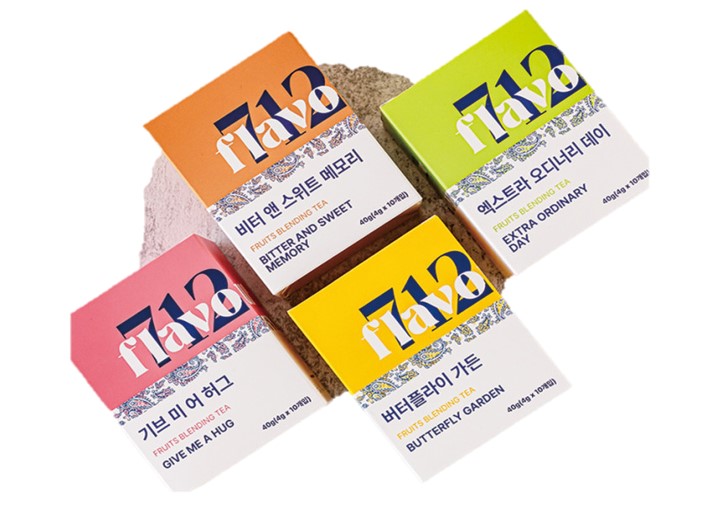 712
flavo
비터 앤 스위트 메모리
FRUITS BLENDING TEA
BITTER AND SWEET
MEMORY
40g(4g x 10개입)
712
flavo
엑스트라 오디너리 데이
FRUITS BLENDING TEA
EXTRA ORDINARY
DAY
40g(4g x 10개입)
712
flavo
기브 미 어 허그
FRUITS BLENDING TEA
GIVE ME A HUG
40g(4g x 10개입)
712
flavo
버터플라이 가든
FRUITS BLENDING TEA
BUTTERFLY GARDEN
40g(4g x 10개입)